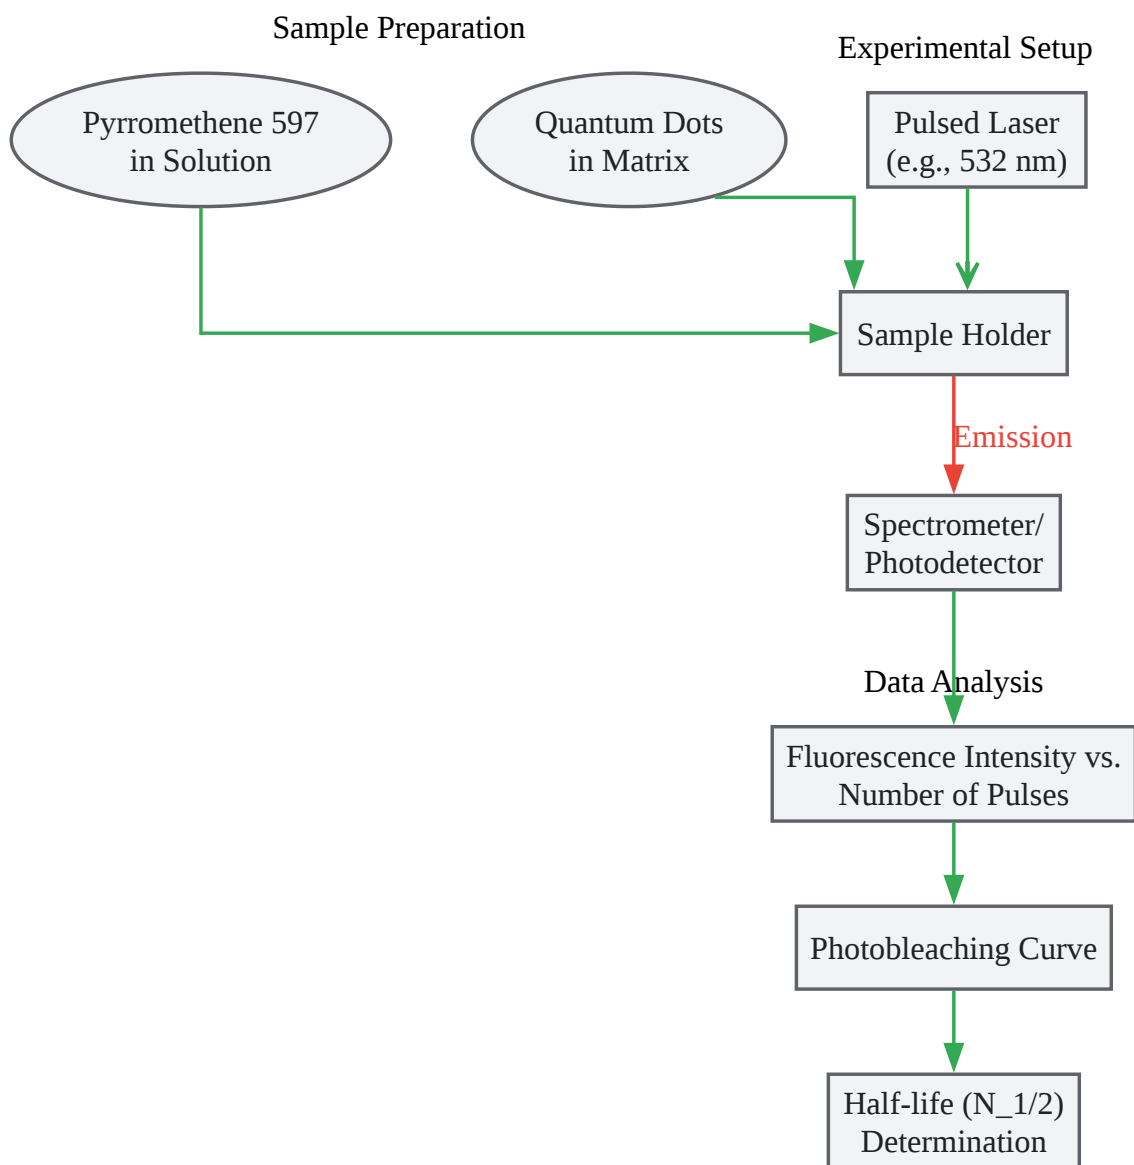 Sample Preparation
Experimental Setup
Pyrromethene 597
in Solution
Quantum Dots
in Matrix
Pulsed Laser
(e.g., 532 nm)
Sample Holder
Emission
Spectrometer/
Photodetector
Data Analysis
Fluorescence Intensity vs.
Number of Pulses
Photobleaching Curve
Half-life (N_1/2)
Determination